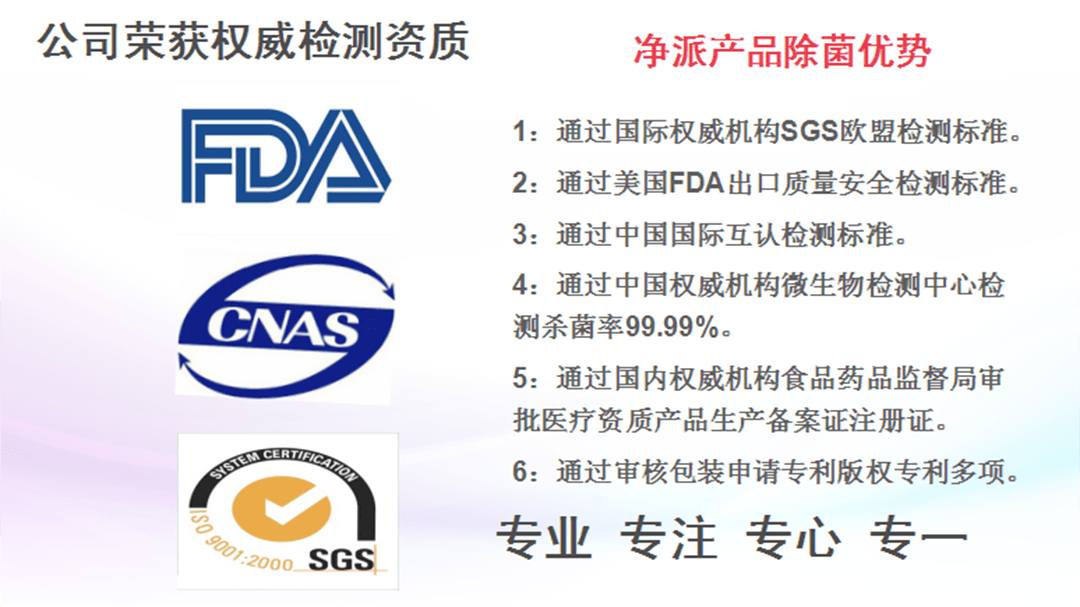 公司荣获权威检测资质
净派产品除菌优势
FDA
1：通过国际权威机构SGS欧盟检测标准。
2：通过美国FDA出口质量安全检测标准。
3：通过中国国际互认检测标准。
CNAS
4：通过中国权威机构微生物检测中心检
测杀菌率99.99%。
5：通过国内权威机构食品药品监督局审
批医疗资质产品生产备案证注册证。
SYSTEM CERTIFICATION
ISO 9001:2000
SGS
6：通过审核包装申请专利版权专利多项。
专业 专注 专心 专一